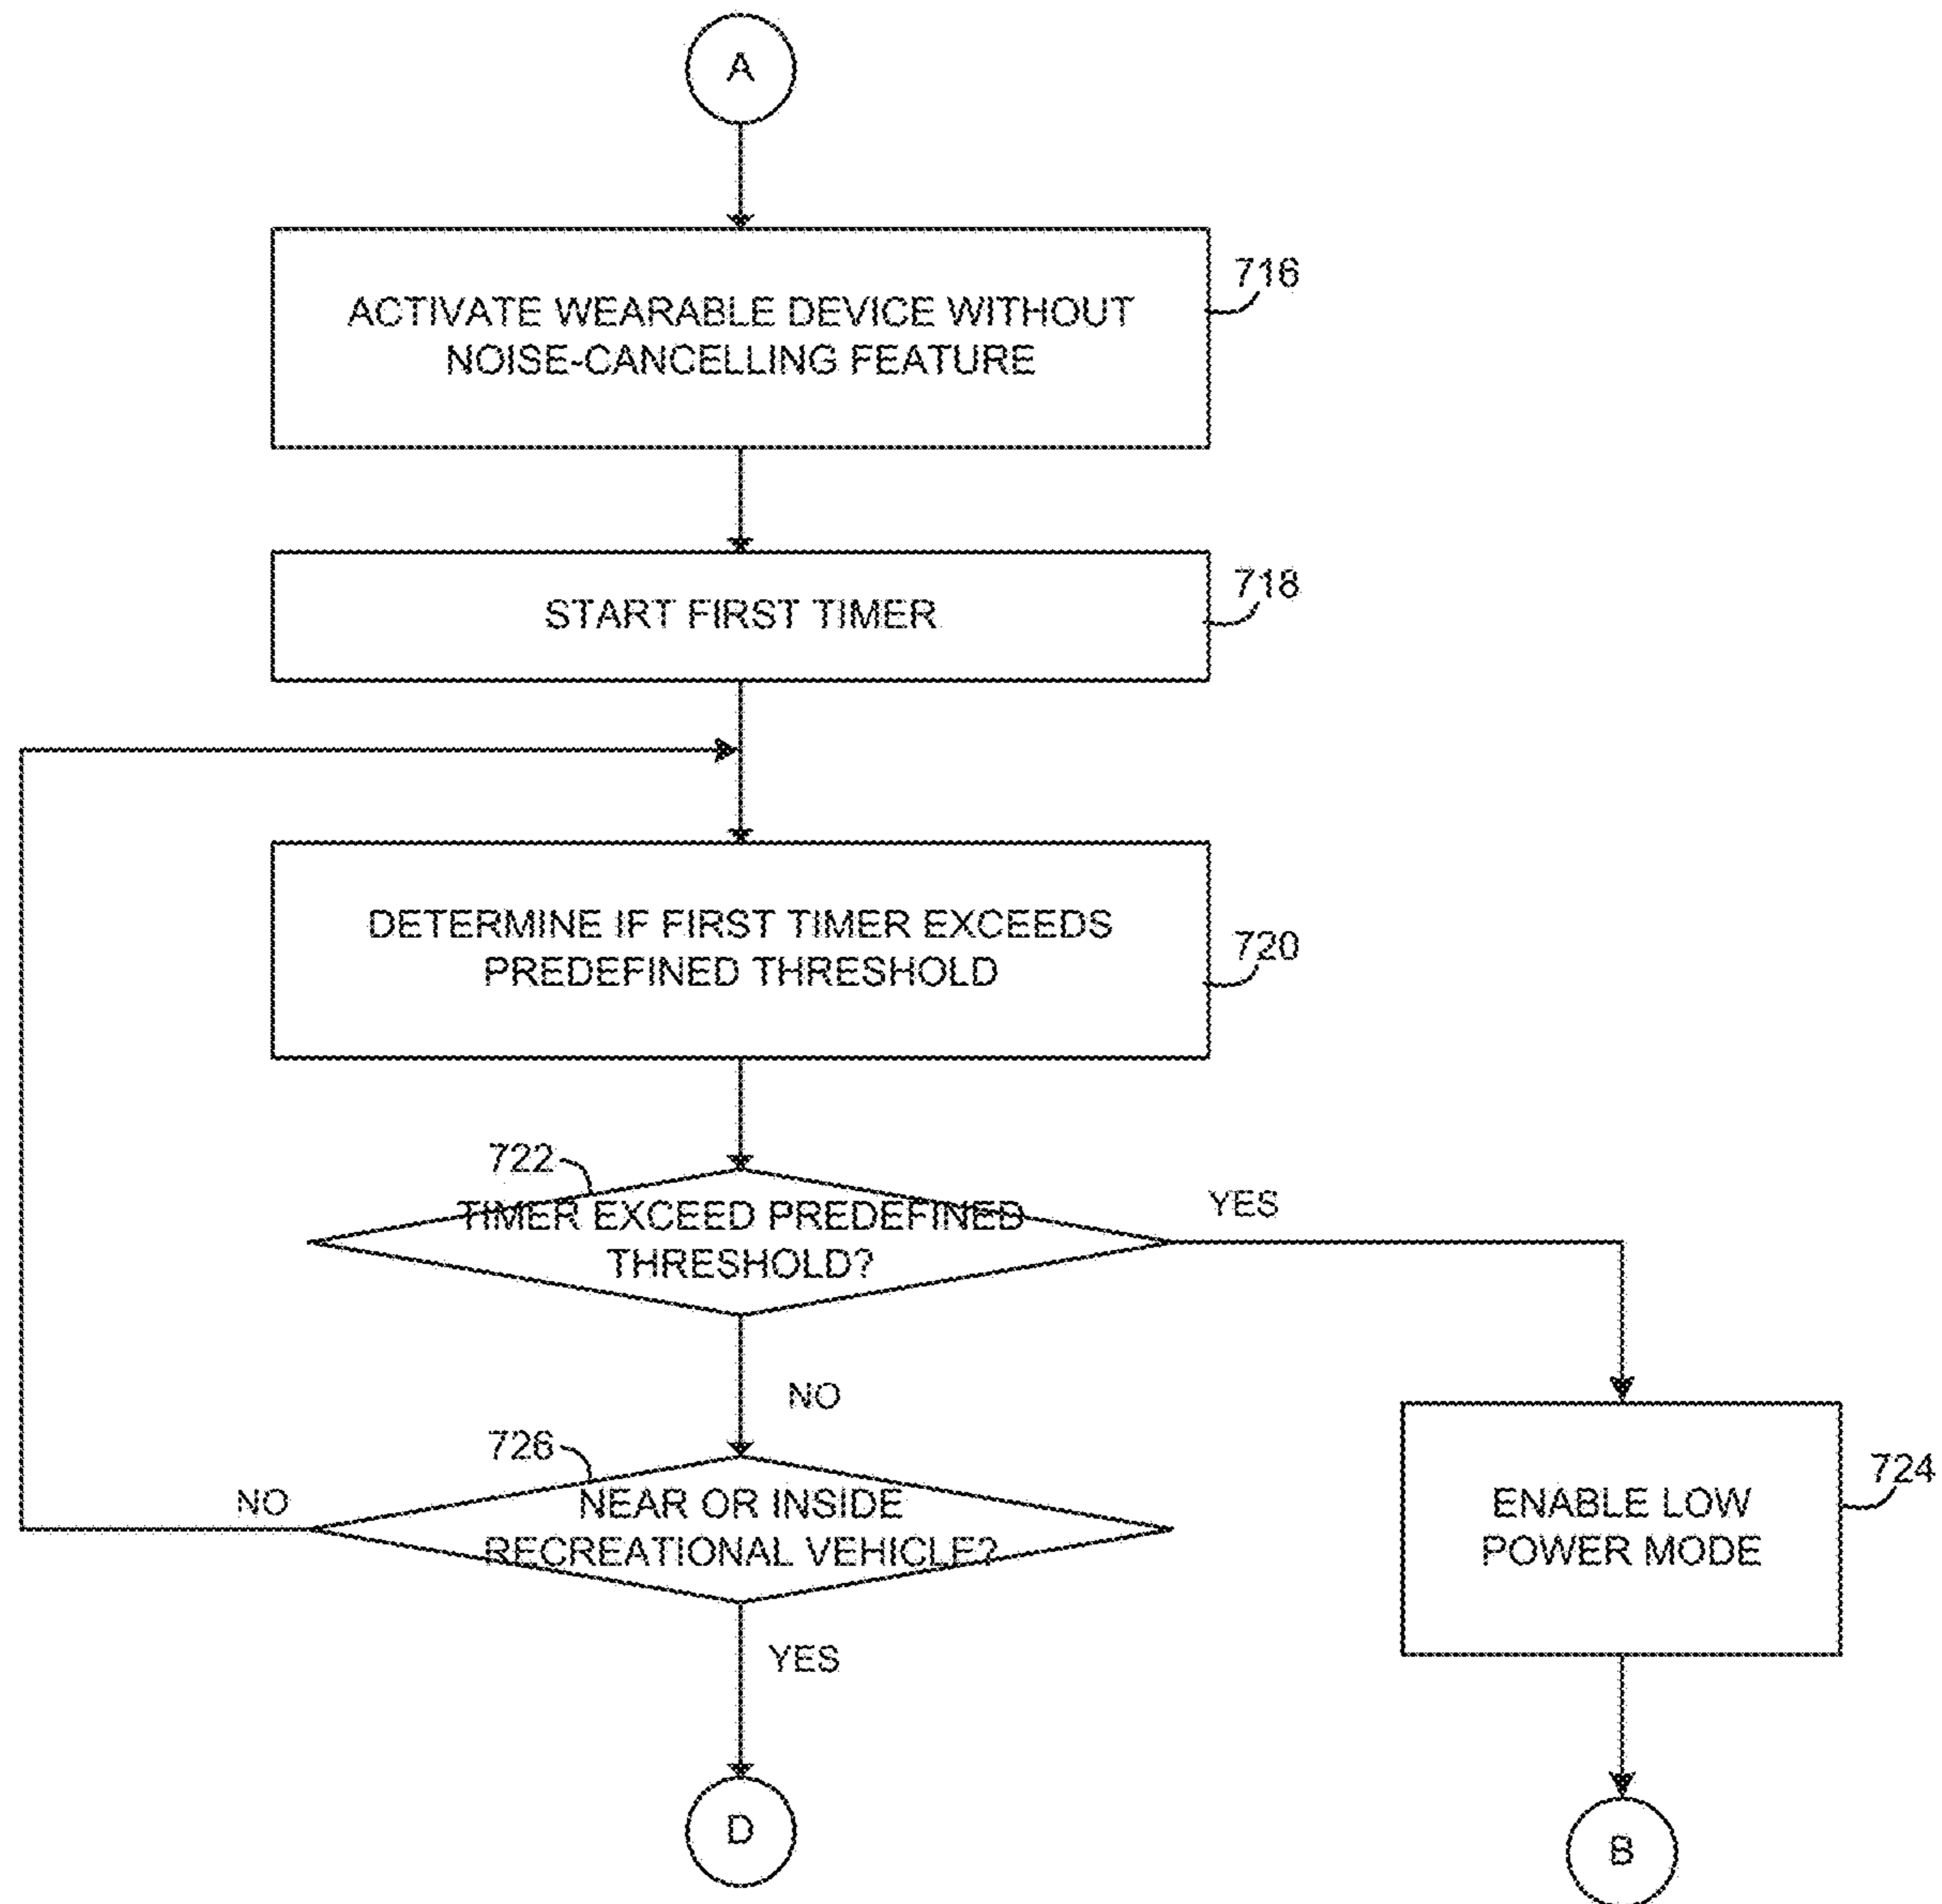 A
ACTIVATE WEARABLE DEVICE WITHOUT
NOISE-CANCELLING FEATURE
716
START FIRST TIMER
718
DETERMINE IF FIRST TIMER EXCEEDS
PREDEFINED THRESHOLD
720
722
TIMER EXCEED PREDEFINED
THRESHOLD?
YES
NO
726
NEAR OR INSIDE
RECREATIONAL VEHICLE?
NO
ENABLE LOW
POWER MODE
724
YES
D
B